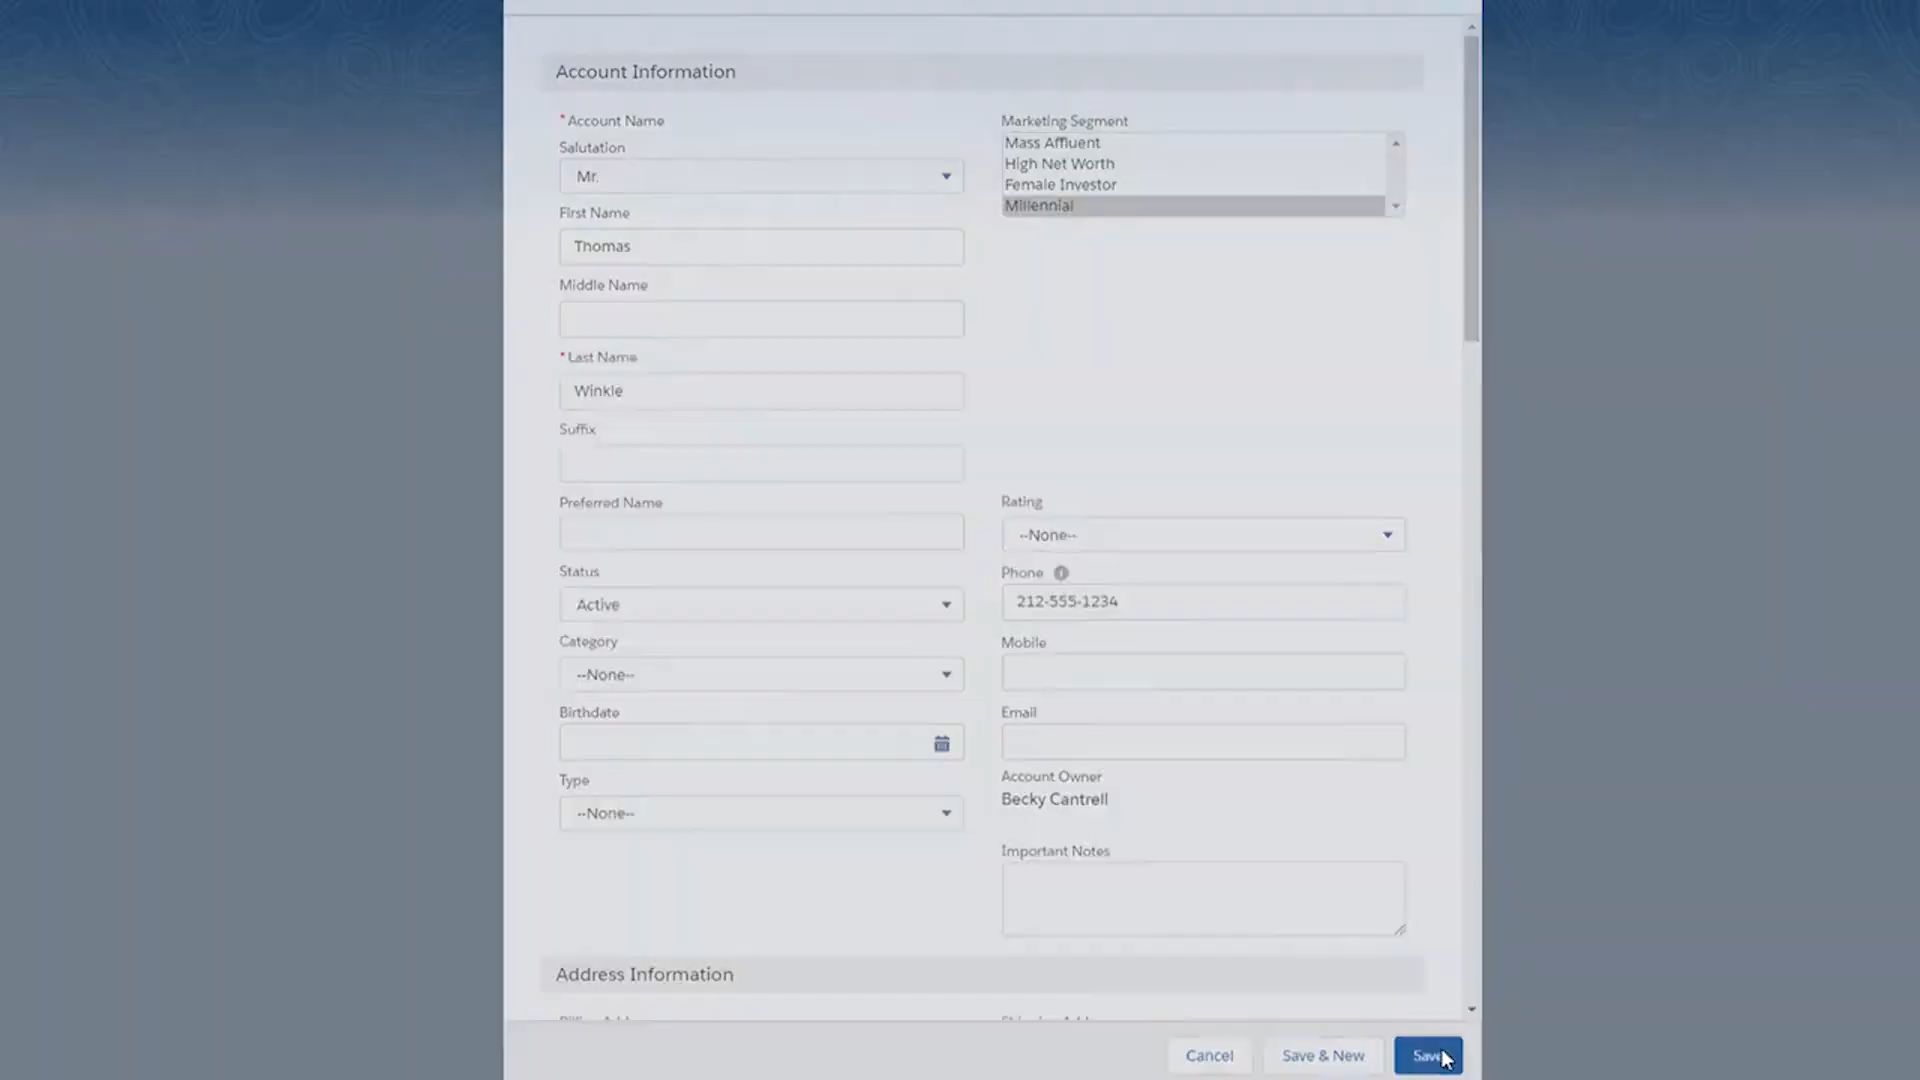 Account Information
*Account Name
Salutation
Mr.
First Name
Thomas
Middle Name
*Last Name
Winkle
Suffix
Preferred Name
Status
Active
Category
--None--
Birthdate
Type
--None--
Marketing Segment
Mass Affluent
High Net Worth
Female Investor
Millennial
Rating
--None--
Phone
212-555-1234
Mobile
Email
Account Owner
Becky Cantrell
Important Notes
Address Information
Cancel
Save & New
Save